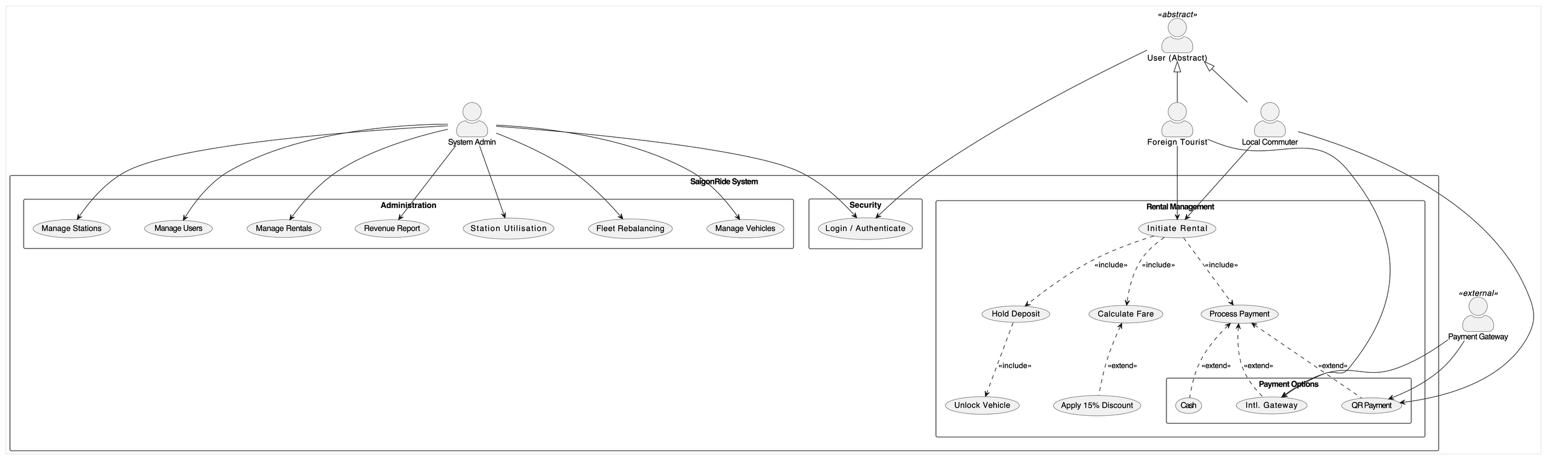 «abstract»
User (Abstract)
System Admin
Foreign Tourist
Local Commuter
SaigonRide System
Administration
Security
Rental Management
Manage Stations
Manage Users
Manage Rentals
Revenue Report
Station Utilisation
Fleet Rebalancing
Manage Vehicles
Login / Authenticate
Initiate Rental
«include»
«include»
«include»
«external»
Payment Gateway
Hold Deposit
Calculate Fare
Process Payment
«include»
«extend»
«extend»
«extend»
«extend»
Payment Options
Unlock Vehicle
Apply 15% Discount
Cash
Intl. Gateway
QR Payment